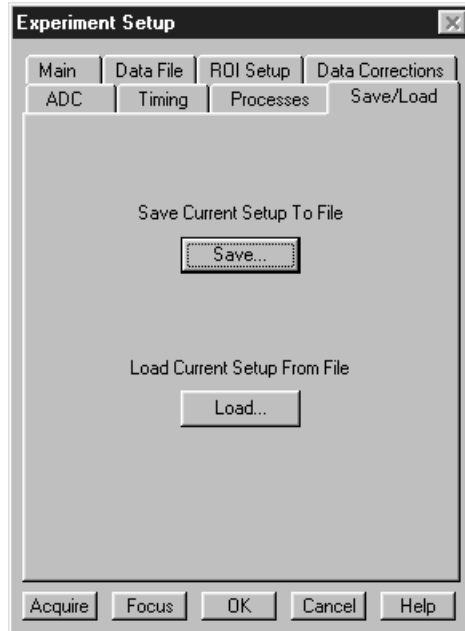 Experiment Setup
Main Data File ROI Setup Data Corrections
ADC Timing Processes Save/Load
Save Current Setup To File
Save...
Load Current Setup From File
Load...
Acquire Focus OK Cancel Help